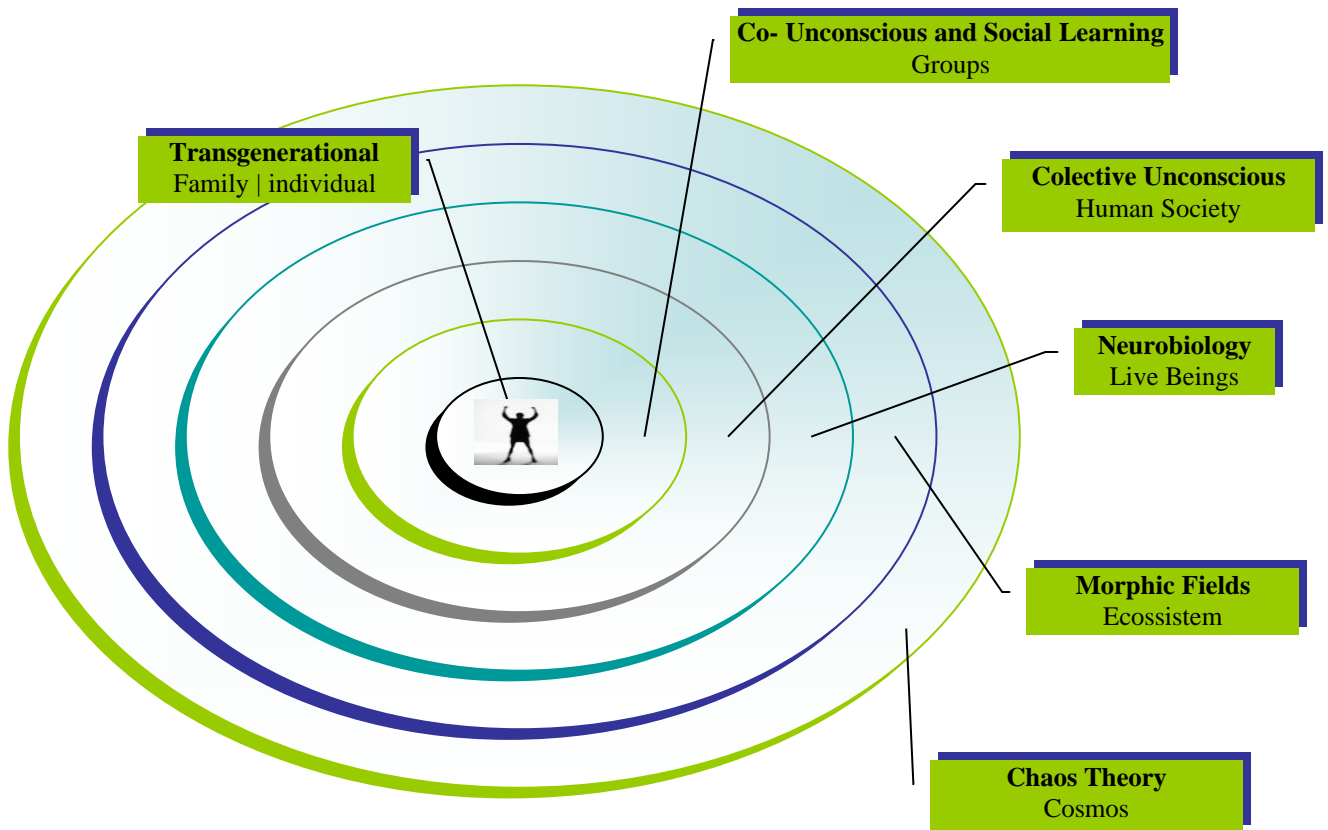 Co- Unconscious and Social Learning
Groups
Transgenerational
Family | individual
Colective Unconscious
Human Society
Neurobiology
Live Beings
Morphic Fields
Ecossistem
Chaos Theory
Cosmos